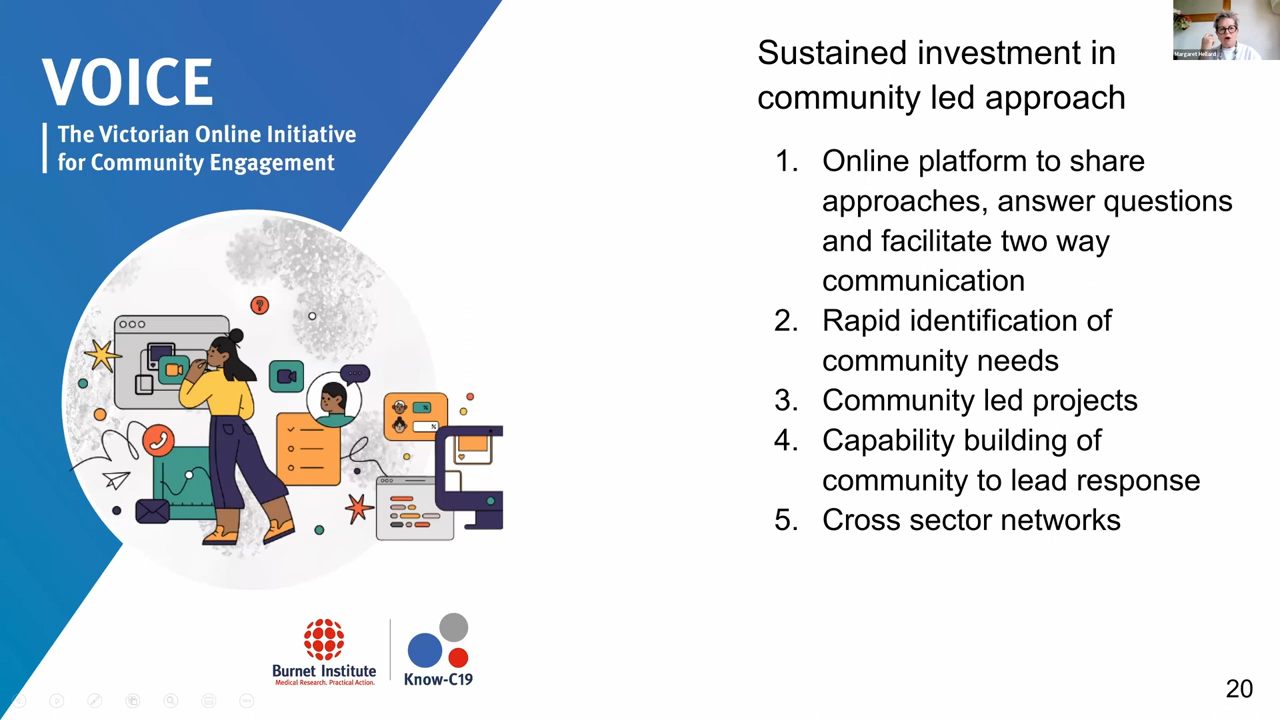 VOICE
The Victorian Online Initiative
for Community Engagement
Sustained investment in
community led approach
1. Online platform to share
approaches, answer questions
and facilitate two way
communication
2. Rapid identification of
community needs
3. Community led projects
4. Capability building of
community to lead response
5. Cross sector networks
Margaret Hellard
?
%
%
Burnet Institute
Medical Research. Practical Action.
Know-C19
20